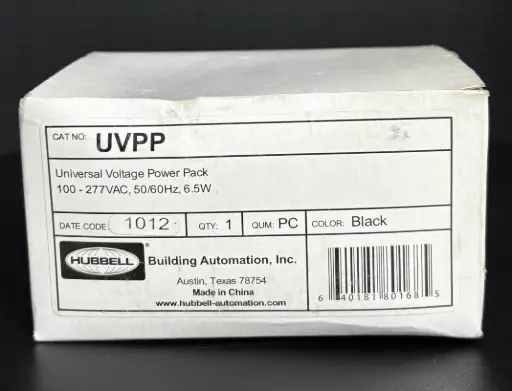 CAT NO: UVPP
Universal Voltage Power Pack
100 - 277VAC, 50/60Hz, 6.5W
DATE CODE: 1012 QTY: 1 QUM: PC COLOR: Black
HUBBELL® Building Automation, Inc.
Austin, Texas 78754
Made in China
www.hubbell-automation.com
6 40181 80168 5